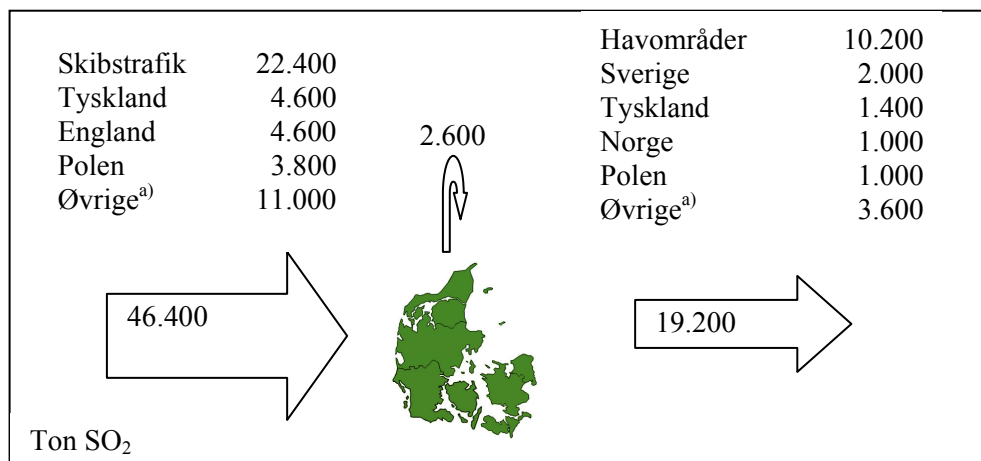 Skibstrafik 22.400
Tyskland 4.600
England 4.600
Polen 3.800
Øvrige^a) 11.000
46.400
2.600
Havområder 10.200
Sverige 2.000
Tyskland 1.400
Norge 1.000
Polen 1.000
Øvrige^a) 3.600
19.200
Ton SO₂